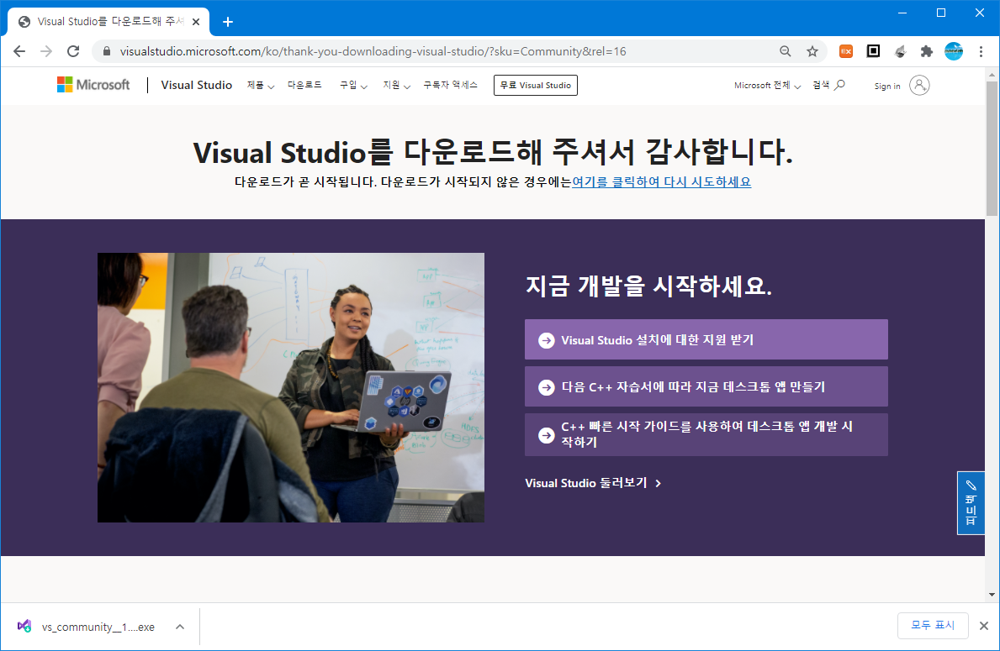 Visual Studio를 다운로드해 주셔
visualstudio.microsoft.com/ko/thank-you-downloading-visual-studio/?sku=Community&rel=16
Microsoft
Visual Studio 제품 다운로드 구입 지원 구독자 액세스 무료 Visual Studio
Microsoft 전체 검색 Sign in
Visual Studio를 다운로드해 주셔서 감사합니다.
다운로드가 곧 시작됩니다. 다운로드가 시작되지 않은 경우에는여기를 클릭하여 다시 시도하세요
지금 개발을 시작하세요.
Visual Studio 설치에 대한 지원 받기
다음 C++ 자습서에 따라 지금 데스크톱 앱 만들기
C++ 빠른 시작 가이드를 사용하여 데스크톱 앱 개발 시
작하기
Visual Studio 둘러보기
피드백
vs_community__1....exe
모두 표시